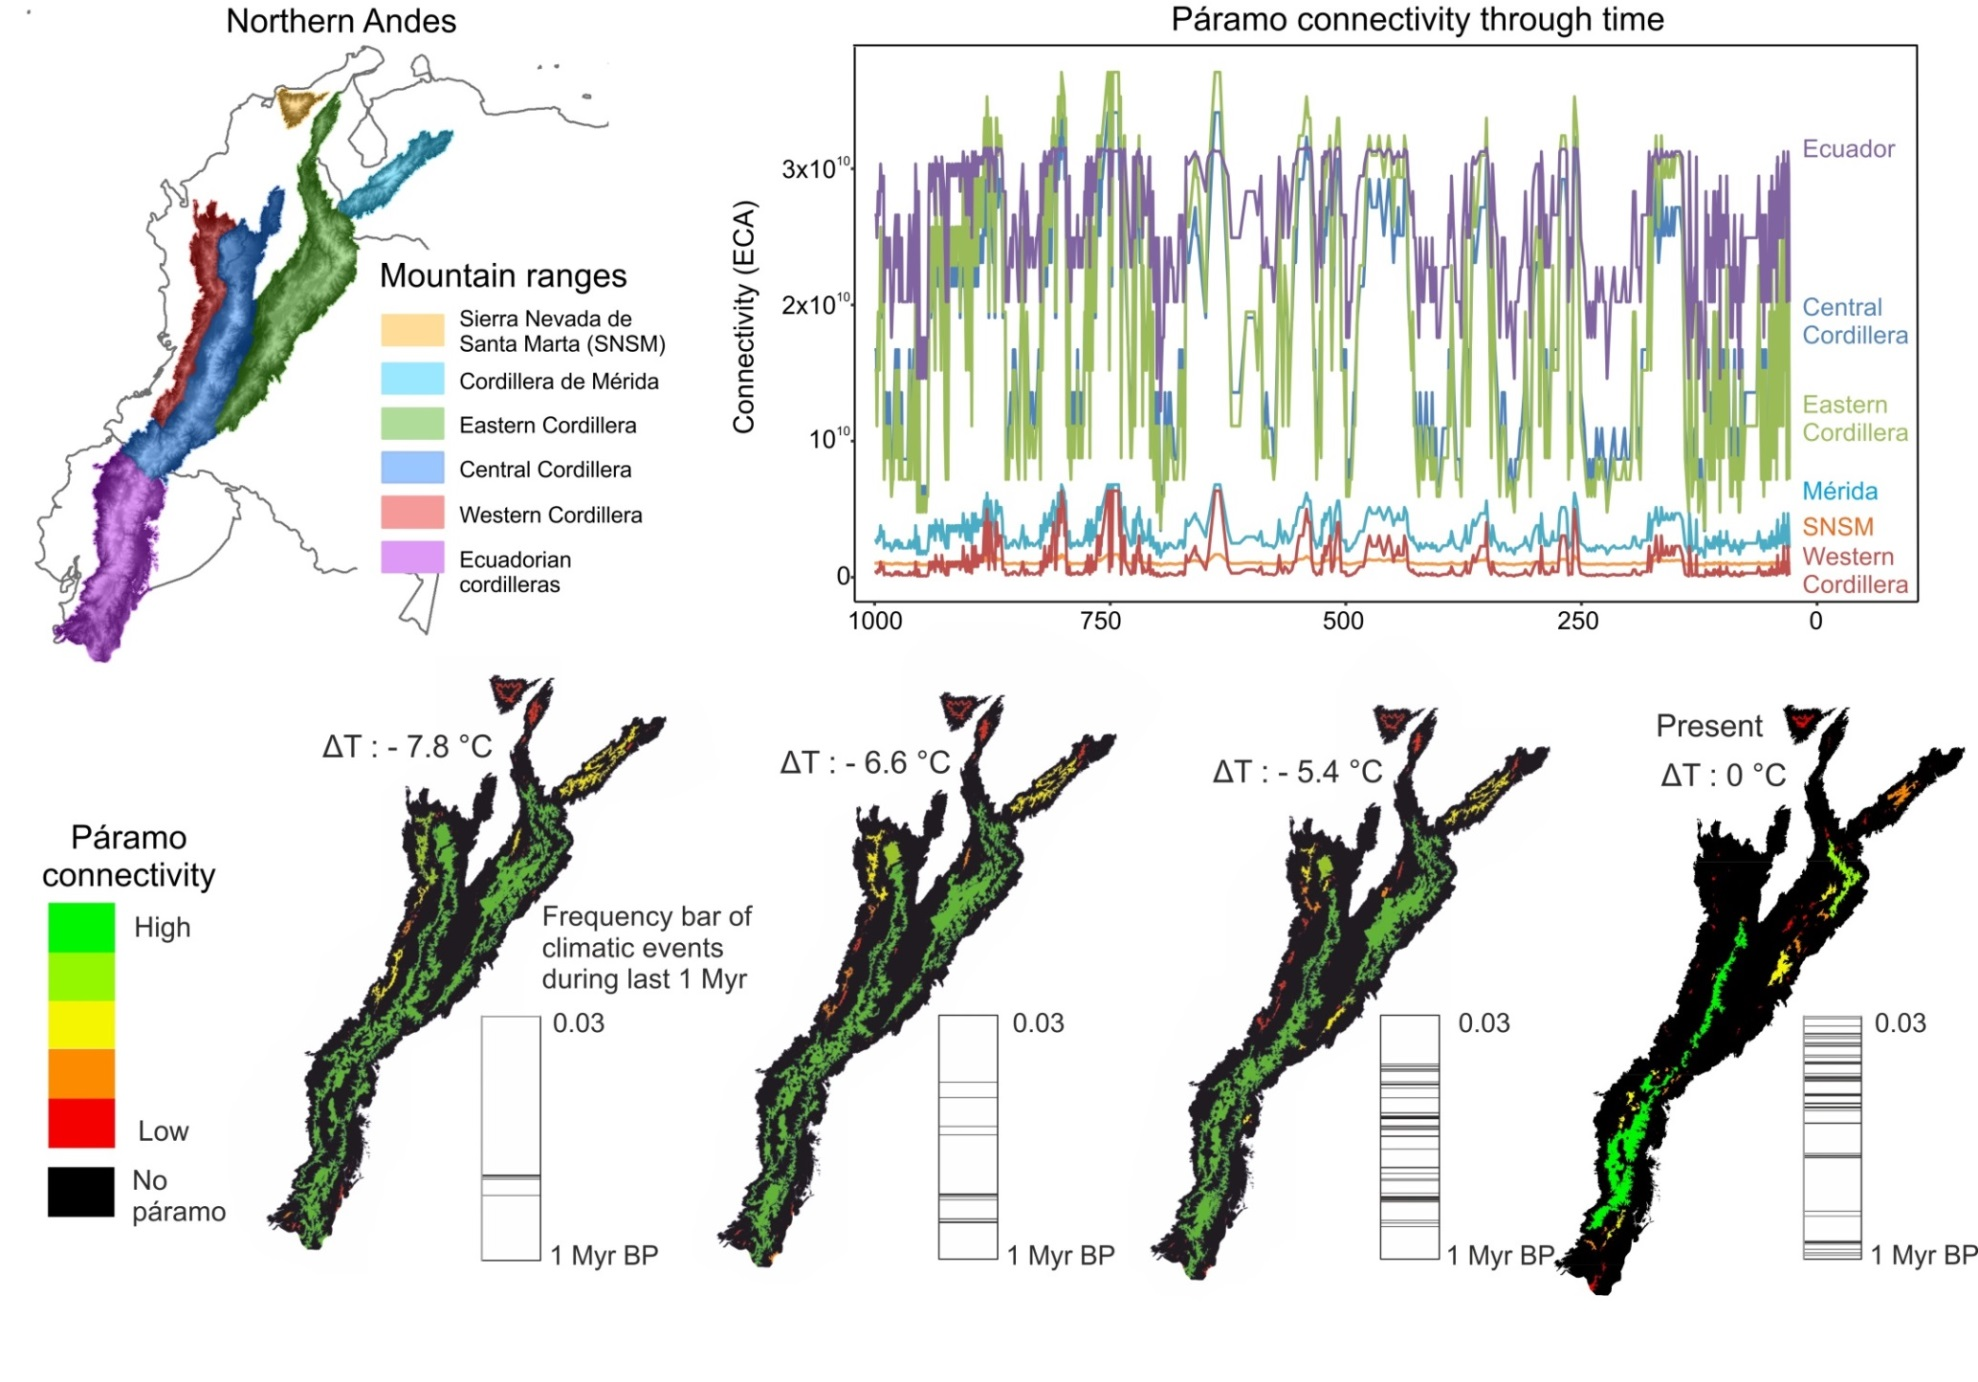 Northern Andes
Mountain ranges
Sierra Nevada de
Santa Marta (SNSM)
Cordillera de Mérida
Eastern Cordillera
Central Cordillera
Western Cordillera
Ecuadorian
cordilleras
Páramo connectivity through time
Connectivity (ECA)
3x10¹⁰
2x10¹⁰
10¹⁰
0
1000
750
500
250
0
Ecuador
Central
Cordillera
Eastern
Cordillera
Mérida
SNSM
Western
Cordillera
Páramo
connectivity
High
Low
No
páramo
ΔT : - 7.8 °C
Frequency bar of
climatic events
during last 1 Myr
0.03
1 Myr BP
ΔT : - 6.6 °C
0.03
1 Myr BP
ΔT : - 5.4 °C
0.03
1 Myr BP
Present
ΔT : 0 °C
0.03
1 Myr BP